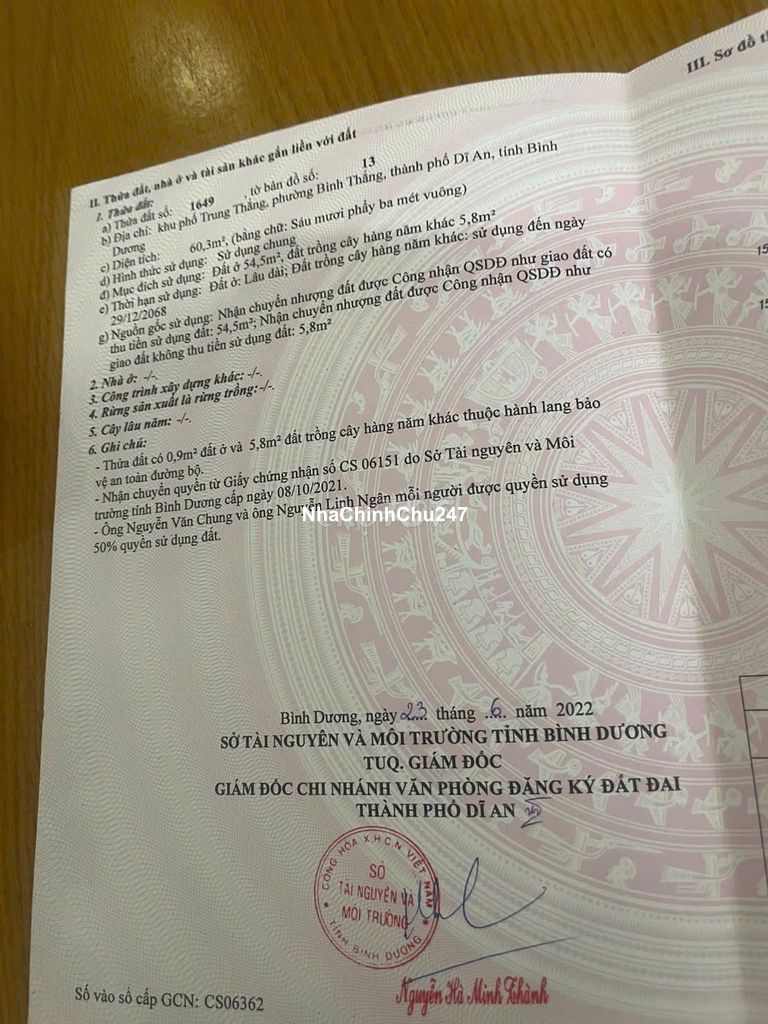 III. Sơ đồ t
II. Thửa đất, nhà ở và tài sản khác gắn liền với đất
1. Thửa đất:
a) Thửa đất số: 1649 , tờ bản đồ số: 13
b) Địa chỉ: khu phố Trung Thắng, phường Bình Thắng, thành phố Dĩ An, tỉnh Bình
Dương
c) Diện tích: 60,3m², (bằng chữ: Sáu mươi phẩy ba mét vuông)
d) Hình thức sử dụng: Sử dụng chung
đ) Mục đích sử dụng: Đất ở 54,5m², đất trồng cây hàng năm khác 5,8m²
e) Thời hạn sử dụng: Đất ở: Lâu dài; Đất trồng cây hàng năm khác: sử dụng đến ngày
29/12/2068
g) Nguồn gốc sử dụng: Nhận chuyển nhượng đất được Công nhận QSDĐ như giao đất có
thu tiền sử dụng đất: 54,5m²; Nhận chuyển nhượng đất được Công nhận QSDĐ như
giao đất không thu tiền sử dụng đất: 5,8m²
2. Nhà ở: -/-.
3. Công trình xây dựng khác: -/-.
4. Rừng sản xuất là rừng trồng: -/-.
5. Cây lâu năm: -/-.
6. Ghi chú:
- Thửa đất có 0,9m² đất ở và 5,8m² đất trồng cây hàng năm khác thuộc hành lang bảo
vệ an toàn đường bộ.
- Nhận chuyển quyền từ Giấy chứng nhận số CS 06151 do Sở Tài nguyên và Môi
trường tỉnh Bình Dương cấp ngày 08/10/2021.
- Ông Nguyễn Văn Chung và ông Nguyễn Linh Ngân mỗi người được quyền sử dụng
50% quyền sử dụng đất.
NhaChinhChu247
15
15
Bình Dương, ngày 23 tháng 6 năm 2022
SỞ TÀI NGUYÊN VÀ MÔI TRƯỜNG TỈNH BÌNH DƯƠNG
TUQ. GIÁM ĐỐC
GIÁM ĐỐC CHI NHÁNH VĂN PHÒNG ĐĂNG KÝ ĐẤT ĐAI
THÀNH PHỐ DĨ AN
CỘNG HÒA X.H.C.N VIỆT NAM
SỞ
TÀI NGUYÊN VÀ
MÔI TRƯỜNG
TỈNH BÌNH DƯƠNG
Nguyễn Hà Minh Thành
Số vào sổ cấp GCN: CS06362